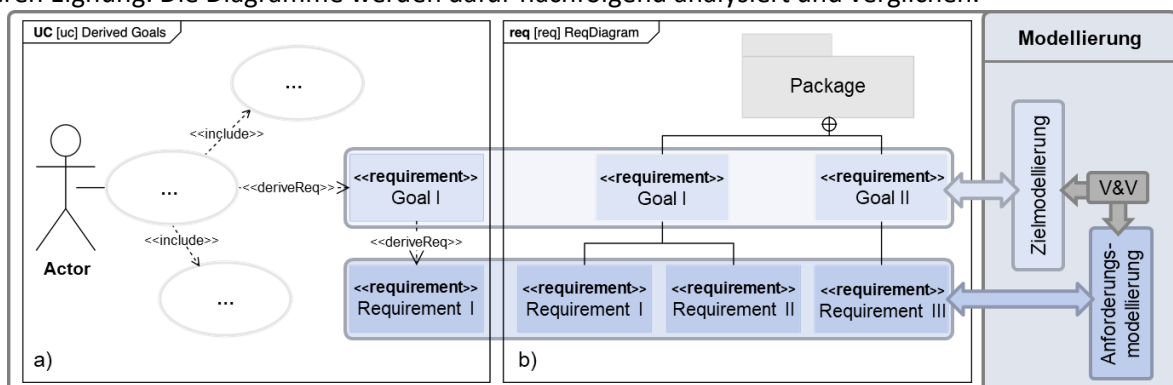 ren Eignung. Die Diagramme werden dafür nachfolgend analysiert und verglichen.
UC [uc] Derived Goals
...
<<include>>
...
<<deriveReq>>
<<include>>
...
Actor
<<requirement>>
Goal I
<<deriveReq>>
<<requirement>>
Requirement I
a)
req [req] ReqDiagram
Package
<<requirement>>
Goal I
<<requirement>>
Goal II
<<requirement>>
Requirement I
<<requirement>>
Requirement II
<<requirement>>
Requirement III
b)
Modellierung
Zielmodellierung
V&V
Anforderungs-
modellierung